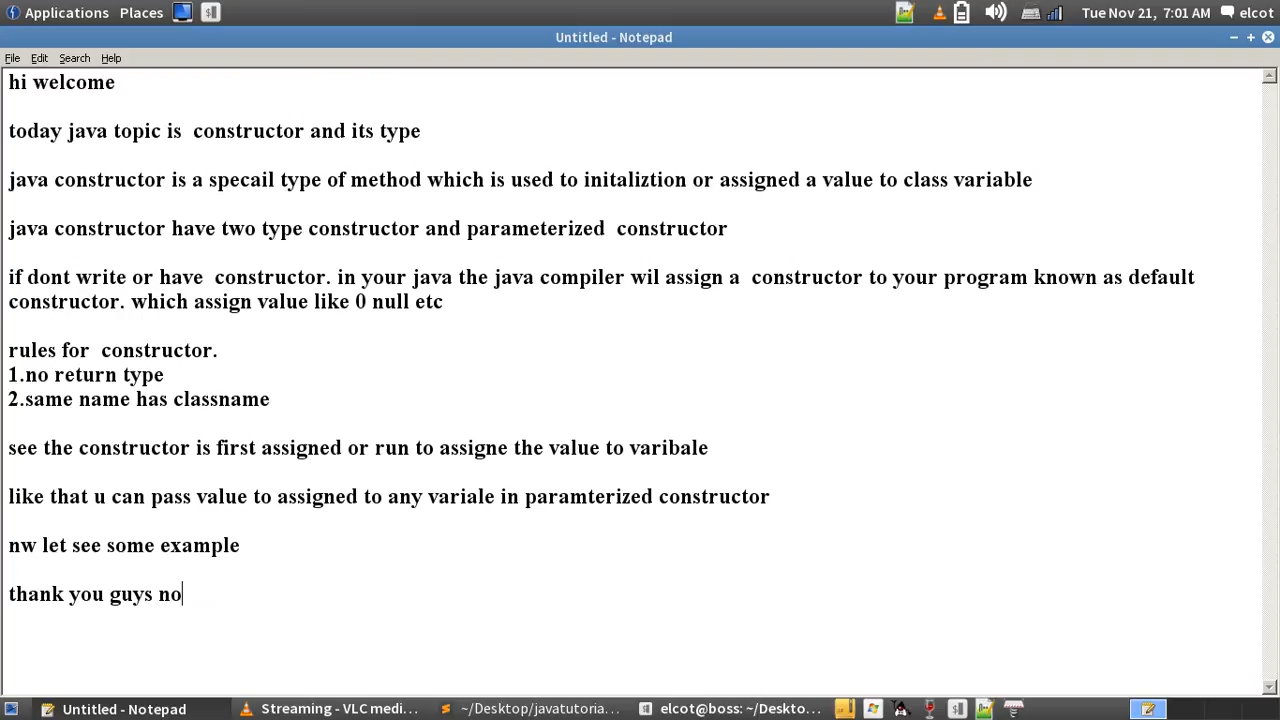 Applications Places Tue Nov 21, 7:01 AM elcot
Untitled - Notepad
File Edit Search Help
hi welcome
today java topic is  constructor and its type
java constructor is a specail type of method which is used to initaliztion or assigned a value to class variable
java constructor have two type constructor and parameterized  constructor
if dont write or have  constructor. in your java the java compiler wil assign a  constructor to your program known as default
constructor. which assign value like 0 null etc
rules for  constructor.
1.no return type
2.same name has classname
see the constructor is first assigned or run to assigne the value to varibale
like that u can pass value to assigned to any variale in paramterized constructor
nw let see some example
thank you guys no
Untitled - Notepad Streaming - VLC medi... ~/Desktop/javatutoria... elcot@boss: ~/Deskto...